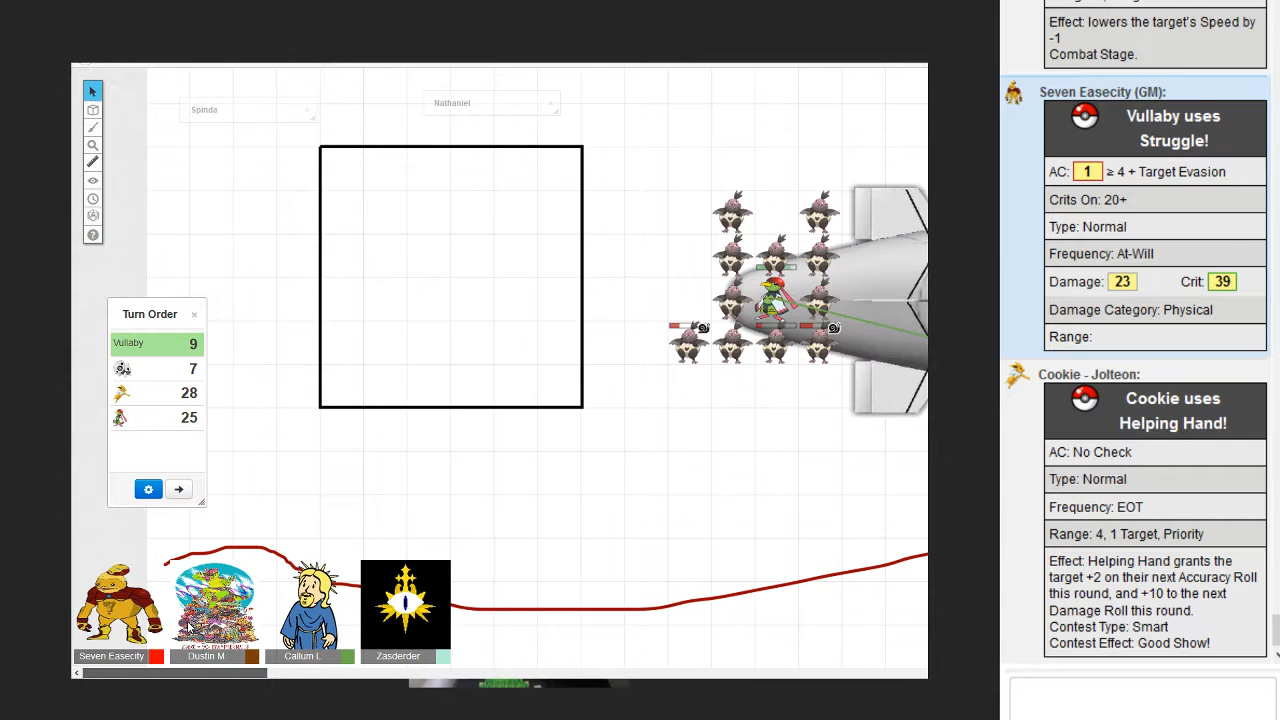 Spinda
Nathaniel
Turn Order
Vullaby 9
7
28
25
Seven Easecity
Dustin M
Callum L
Zasderder
Effect: lowers the target's Speed by
-1
Combat Stage.
Seven Easecity (GM):
Vullaby uses
Struggle!
AC: 1 ≥ 4 + Target Evasion
Crits On: 20+
Type: Normal
Frequency: At-Will
Damage: 23 Crit: 39
Damage Category: Physical
Range:
Cookie - Jolteon:
Cookie uses
Helping Hand!
AC: No Check
Type: Normal
Frequency: EOT
Range: 4, 1 Target, Priority
Effect: Helping Hand grants the
target +2 on their next Accuracy Roll
this round, and +10 to the next
Damage Roll this round.
Contest Type: Smart
Contest Effect: Good Show!